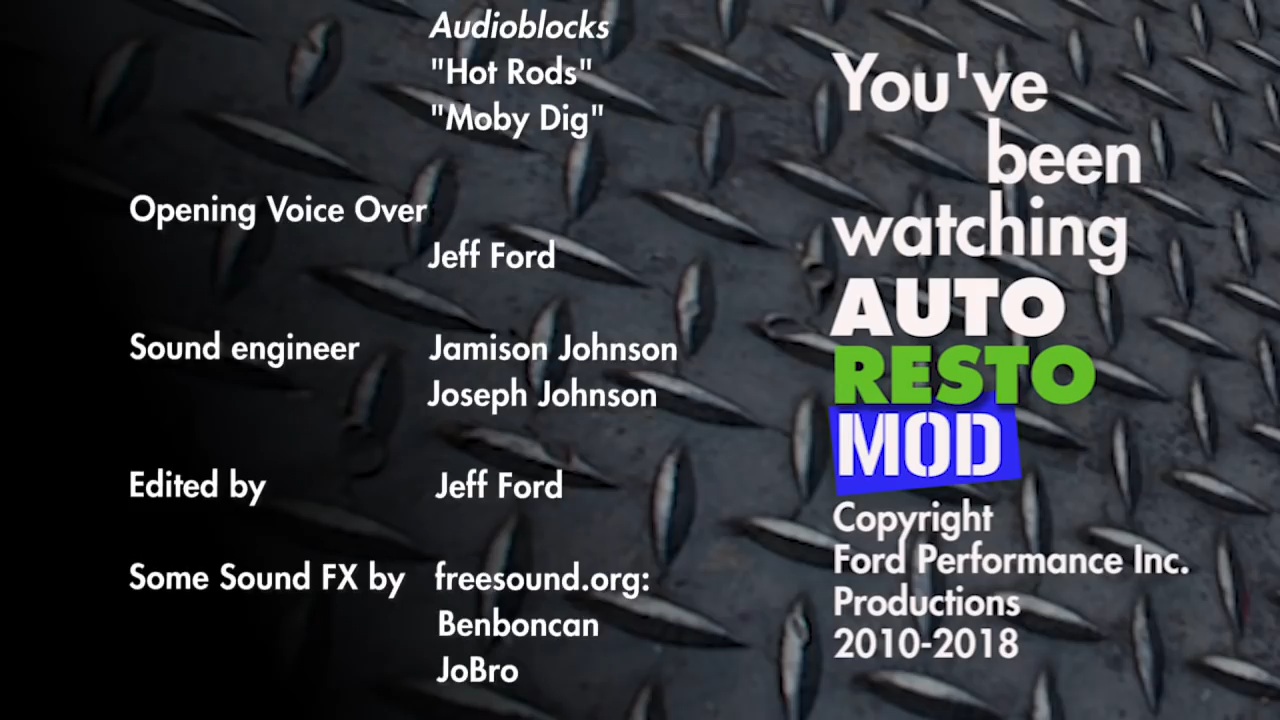 Audioblocks
"Hot Rods"
"Moby Dig"
Opening Voice Over
Jeff Ford
Sound engineer Jamison Johnson
Joseph Johnson
Edited by Jeff Ford
Some Sound FX by freesound.org:
Benboncan
JoBro
You've
been
watching
AUTO
RESTO
MOD
Copyright
Ford Performance Inc.
Productions
2010-2018